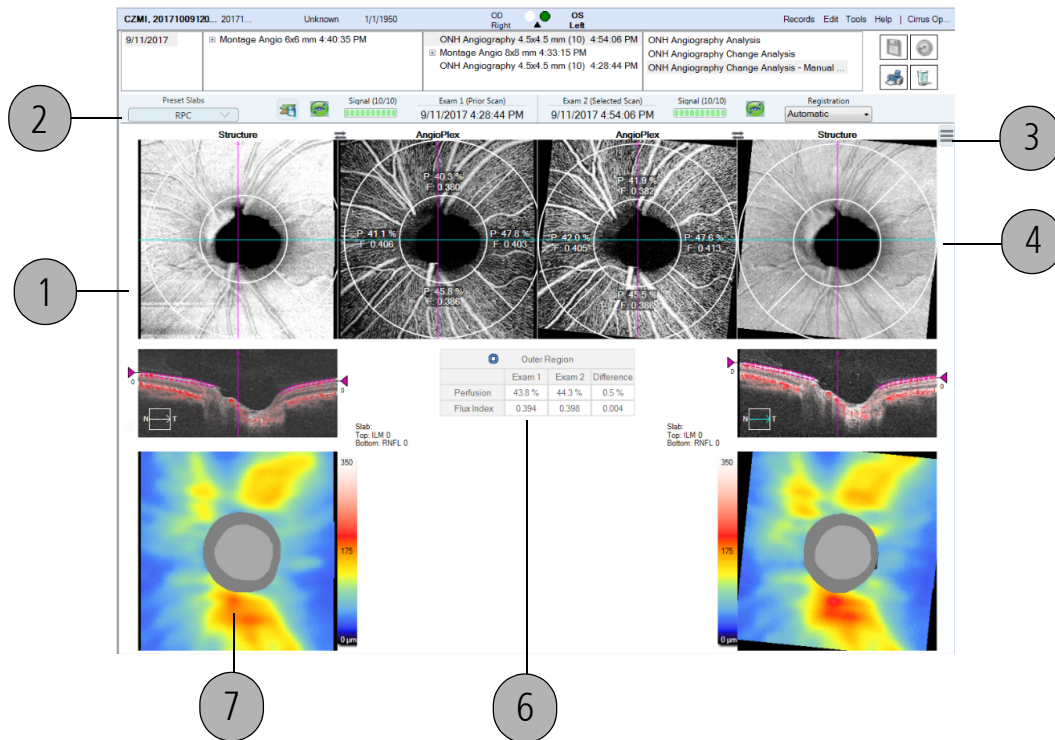 CZMI, 20171009120... 20171... Unknown 1/1/1950 OD Right OS Left Records Edit Tools Help | Cirrus Op...
9/11/2017
Montage Angio 6x6 mm 4:40:35 PM
ONH Angiography 4.5x4.5 mm (10) 4:54:06 PM
Montage Angio 8x8 mm 4:33:15 PM
ONH Angiography 4.5x4.5 mm (10) 4:28:44 PM
ONH Angiography Analysis
ONH Angiography Change Analysis
ONH Angiography Change Analysis - Manual ...
Preset Slabs
RPC
Signal (10/10)
Exam 1 (Prior Scan)
9/11/2017 4:28:44 PM
Exam 2 (Selected Scan)
9/11/2017 4:54:06 PM
Signal (10/10)
Registration
Automatic
2
3
Structure AngioPlex AngioPlex Structure
P: 40.3 %
F: 0.380
P: 41.1 %
F: 0.406
P: 47.8 %
F: 0.403
P: 45.8 %
F: 0.386
P: 41.9 %
F: 0.382
P: 42.0 %
F: 0.405
P: 47.6 %
F: 0.413
P: 45.5 %
F: 0.386
4
1
0 0
N T
Outer Region
Exam 1 Exam 2 Difference
Perfusion 43.8 % 44.3 % 0.5 %
Flux Index 0.394 0.398 0.004
0 0
N T
Slab:
Top: ILM 0
Bottom: RNFL 0
Slab:
Top: ILM 0
Bottom: RNFL 0
350
175
0 µm
350
175
0 µm
7
6